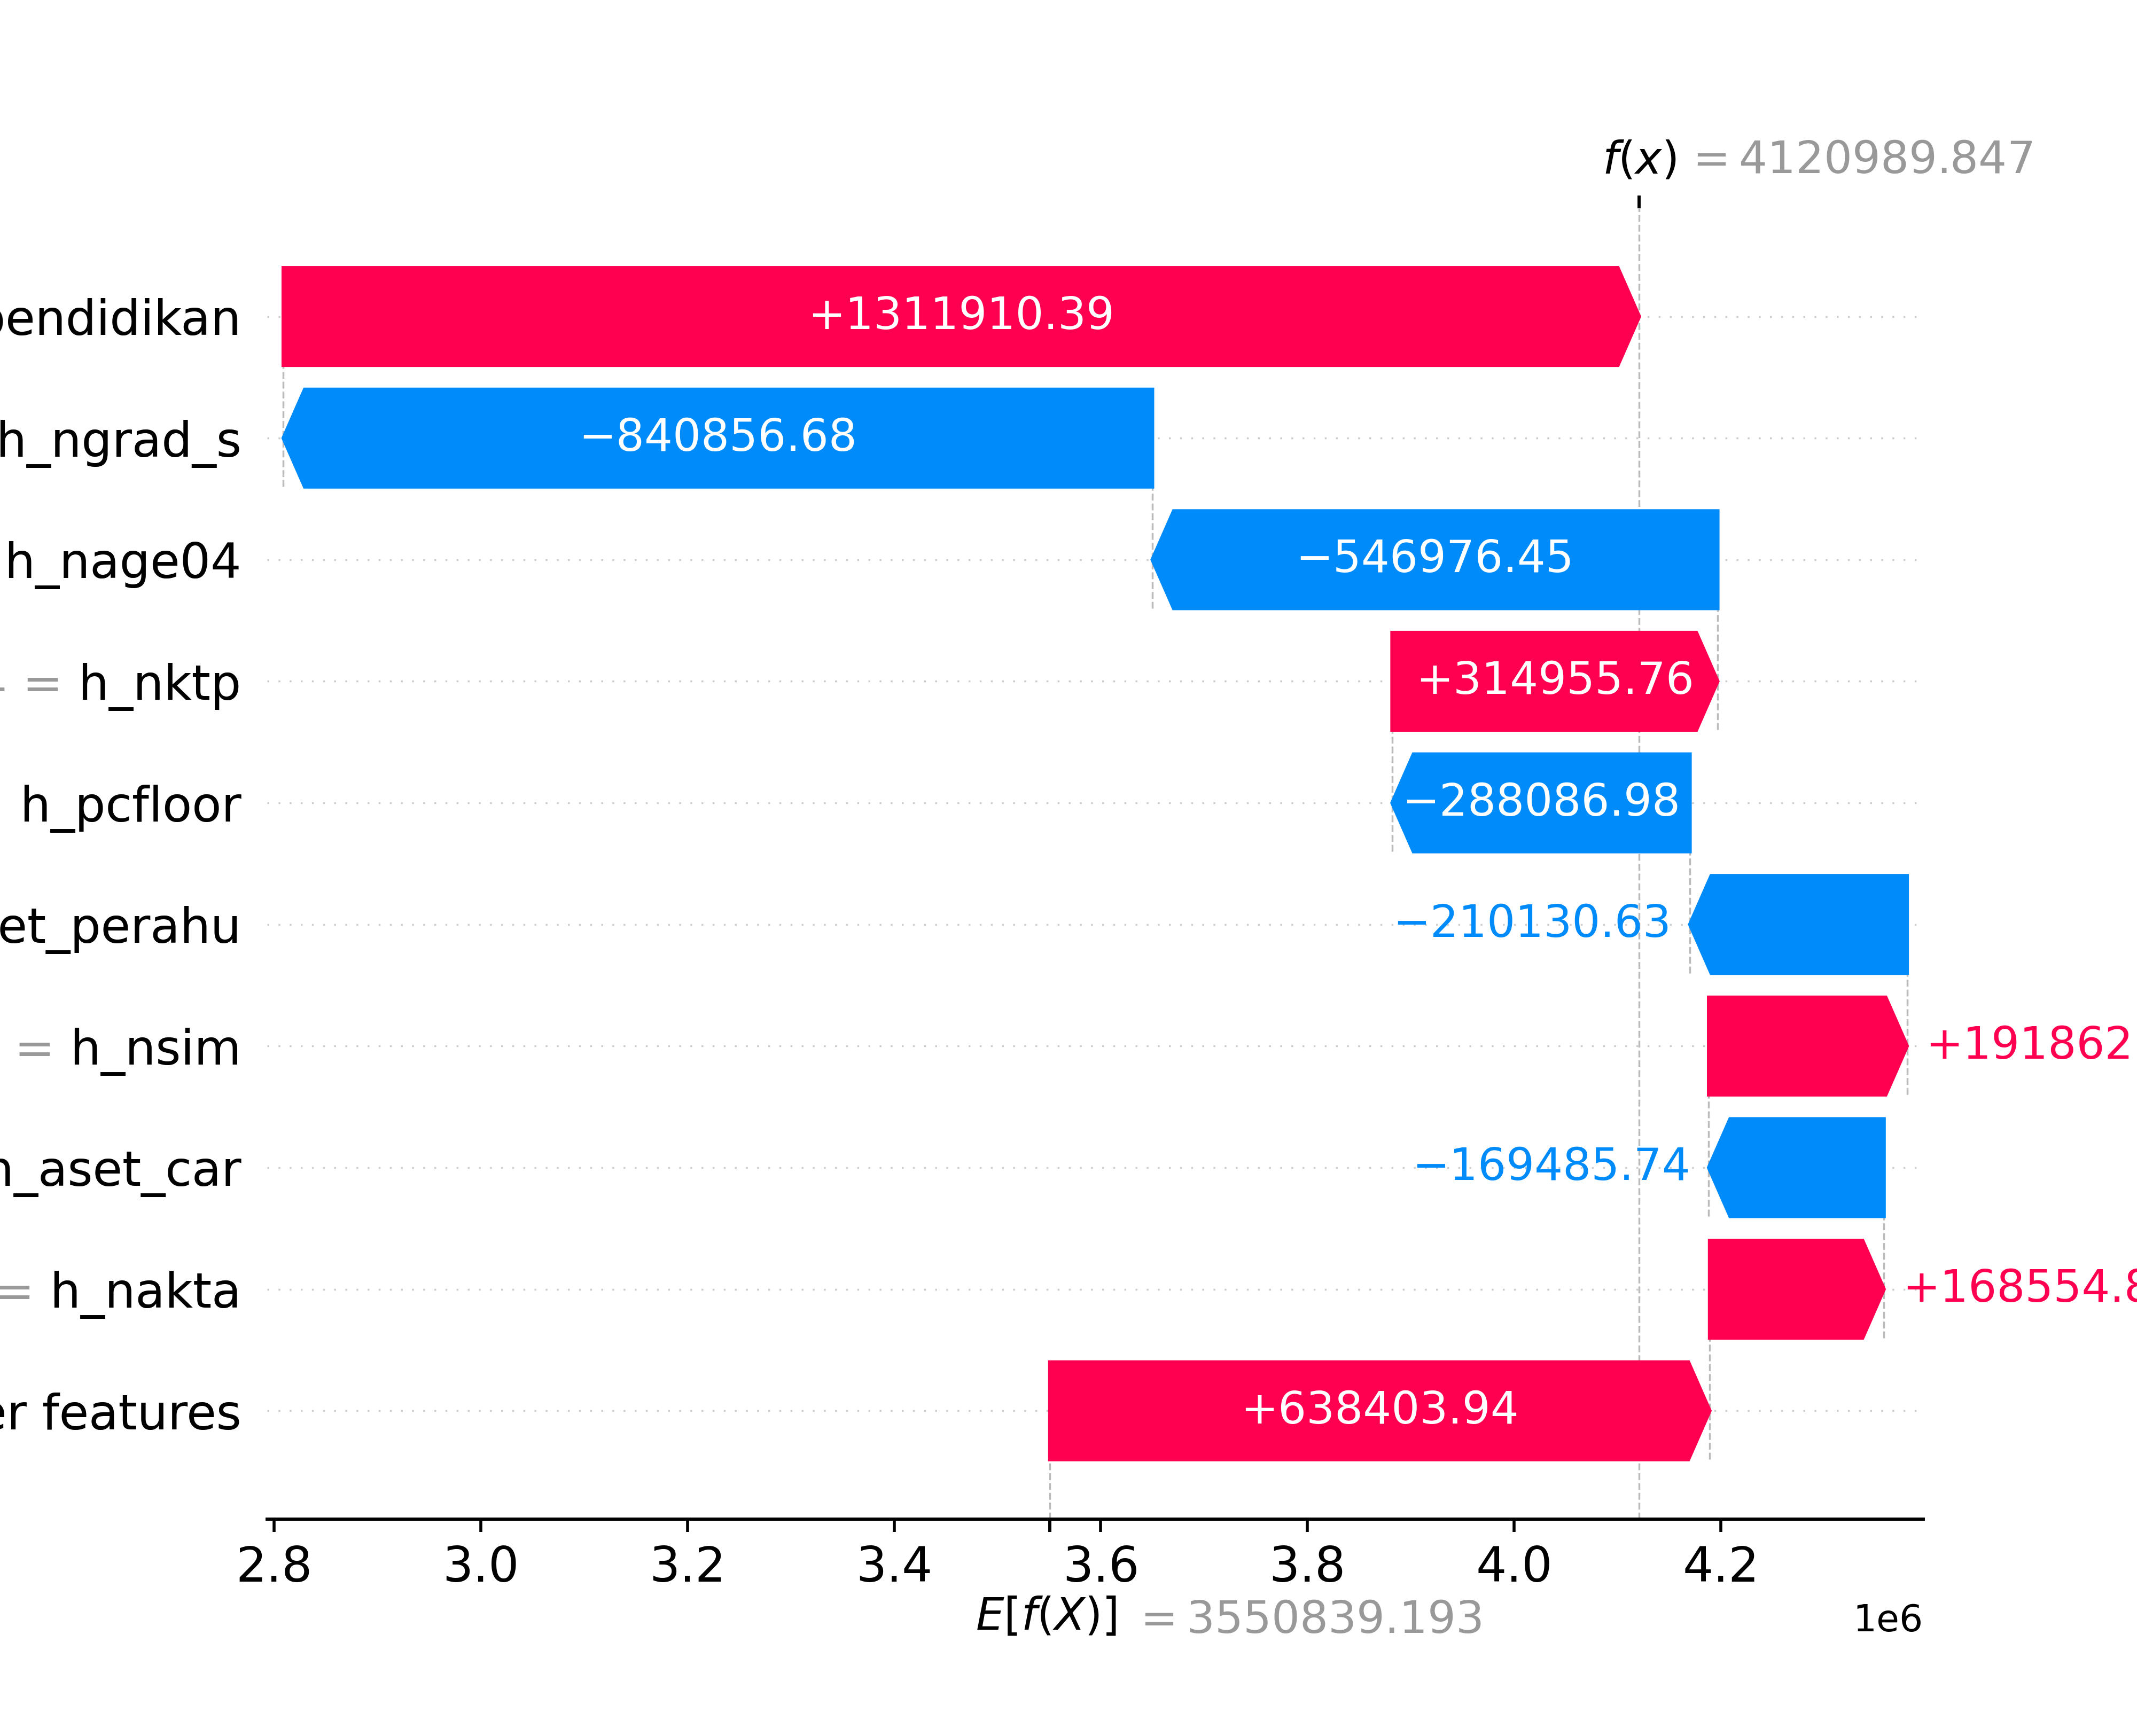 f(x) = 4120989.847
pendidikan +1311910.39
h_ngrad_s −840856.68
h_nage04 −546976.45
= h_nktp +314955.76
h_pcfloor −288086.98
et_perahu −210130.63
= h_nsim +191862
_aset_car −169485.74
= h_nakta +168554.8
er features +638403.94
2.8 3.0 3.2 3.4 3.6 3.8 4.0 4.2
E[f(X)] = 3550839.193
1e6